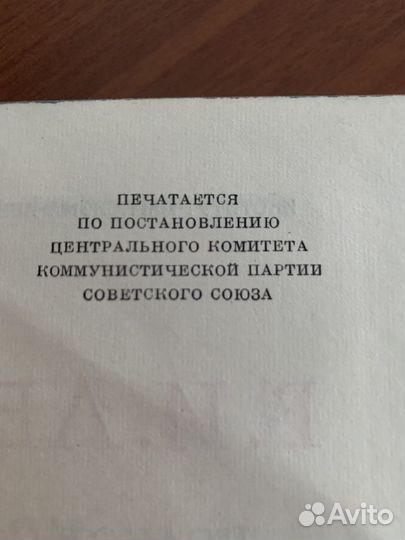 ПЕЧАТАЕТСЯ
ПО ПОСТАНОВЛЕНИЮ
ЦЕНТРАЛЬНОГО КОМИТЕТА
КОММУНИСТИЧЕСКОЙ ПАРТИИ
СОВЕТСКОГО СОЮЗА
Avito